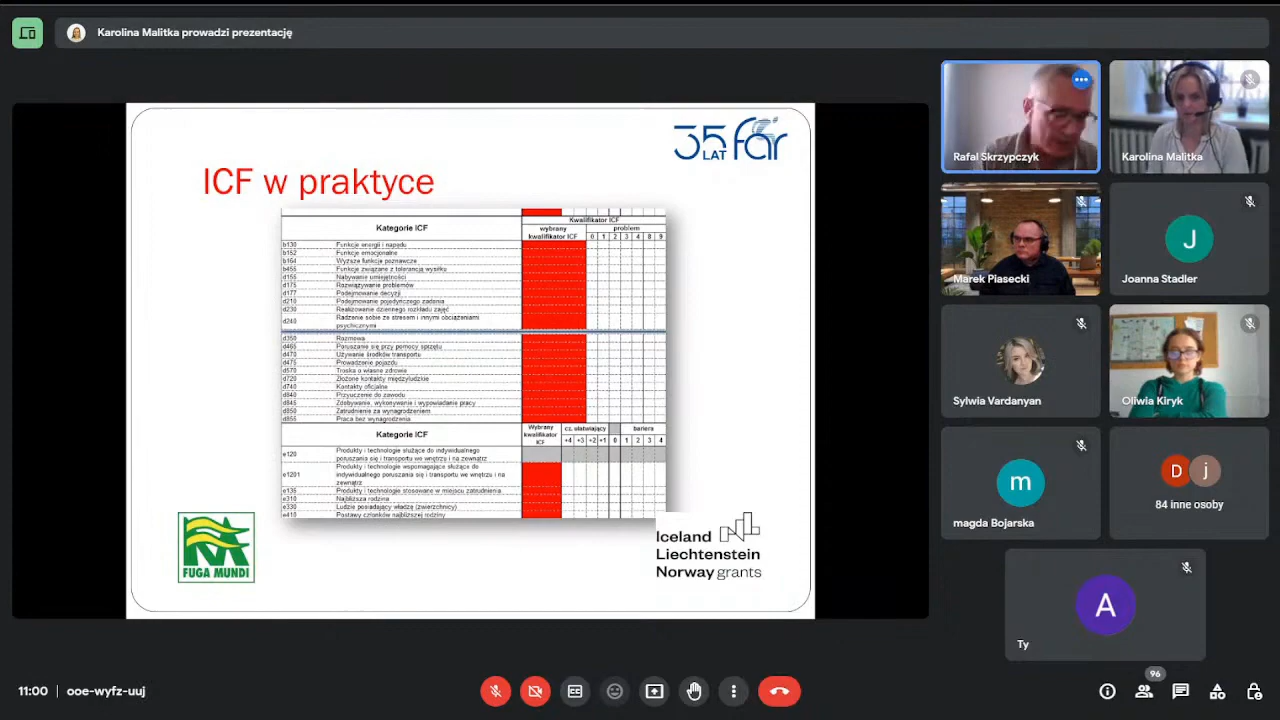 Karolina Malitka prowadzi prezentację
35 LAT far
ICF w praktyce
Kategorie ICF
Kwalifikator ICF
wybrany kwalifikator ICF
problem
0 1 2 3 4 8 9
b130 Funkcje energii i napędu
b152 Funkcje emocjonalne
b164 Wyższe funkcje poznawcze
b455 Funkcje związane z tolerancją wysiłku
d155 Nabywanie umiejętności
d175 Rozwiązywanie problemów
d177 Podejmowanie decyzji
d210 Podejmowanie pojedynczego zadania
d230 Realizowanie dziennego rozkładu zajęć
d240 Radzenie sobie ze stresem i innymi obciążeniami
psychicznymi
d350 Rozmowa
d465 Poruszanie się przy pomocy sprzętu
d470 Używanie środków transportu
d475 Prowadzenie pojazdu
d570 Troska o własne zdrowie
d720 Złożone kontakty międzyludzkie
d740 Kontakty oficjalne
d840 Przyuczenie do zawodu
d845 Zdobywanie, wykonywanie i wypowiadanie pracy
d850 Zatrudnienie za wynagrodzeniem
d855 Praca bez wynagrodzenia
Kategorie ICF
Wybrany kwalifikator ICF
cz. ułatwiający
bariera
+4 +3 +2 +1 0 1 2 3 4
e120 Produkty i technologie służące do indywidualnego
poruszania się i transportu we wnętrzu i na zewnątrz
e1201 Produkty i technologie wspomagające służące do
indywidualnego poruszania się i transportu we wnętrzu i na
zewnątrz
e135 Produkty i technologie stosowane w miejscu zatrudnienia
e310 Najbliższa rodzina
e330 Ludzie posiadający władzę (zwierzchnicy)
e410 Postawy członków najbliższej rodziny
FUGA MUNDI
Iceland
Liechtenstein
Norway grants
Rafał Skrzypczyk
Karolina Malitka
Marek Piasecki
J
Joanna Stadler
Sylwia Vardanyan
Oliwia Kiryk
m
magda Bojarska
D j
84 inne osoby
A
Ty
11:00 | ooe-wyfz-uuj
96